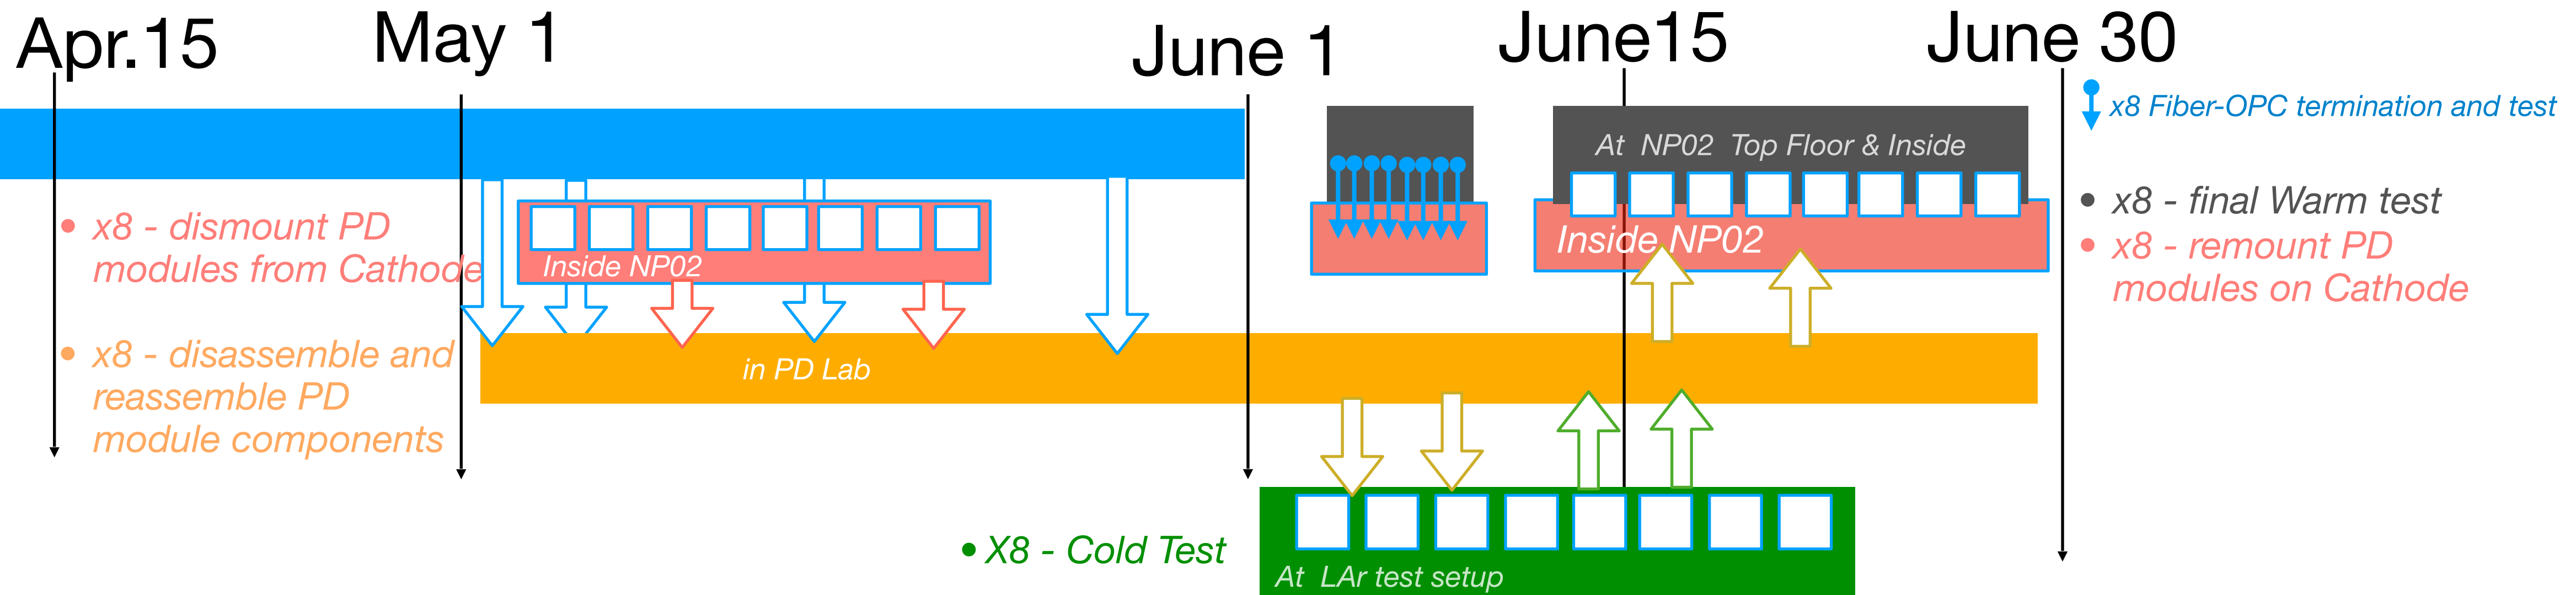 Apr.15
May 1
June 1
June15
June 30
x8 Fiber-OPC termination and test
At NP02 Top Floor & Inside
• x8 - dismount PD
modules from Cathode
Inside NP02
Inside NP02
• x8 - final Warm test
• x8 - remount PD
modules on Cathode
• x8 - disassemble and
reassemble PD
module components
in PD Lab
• X8 - Cold Test
At LAr test setup